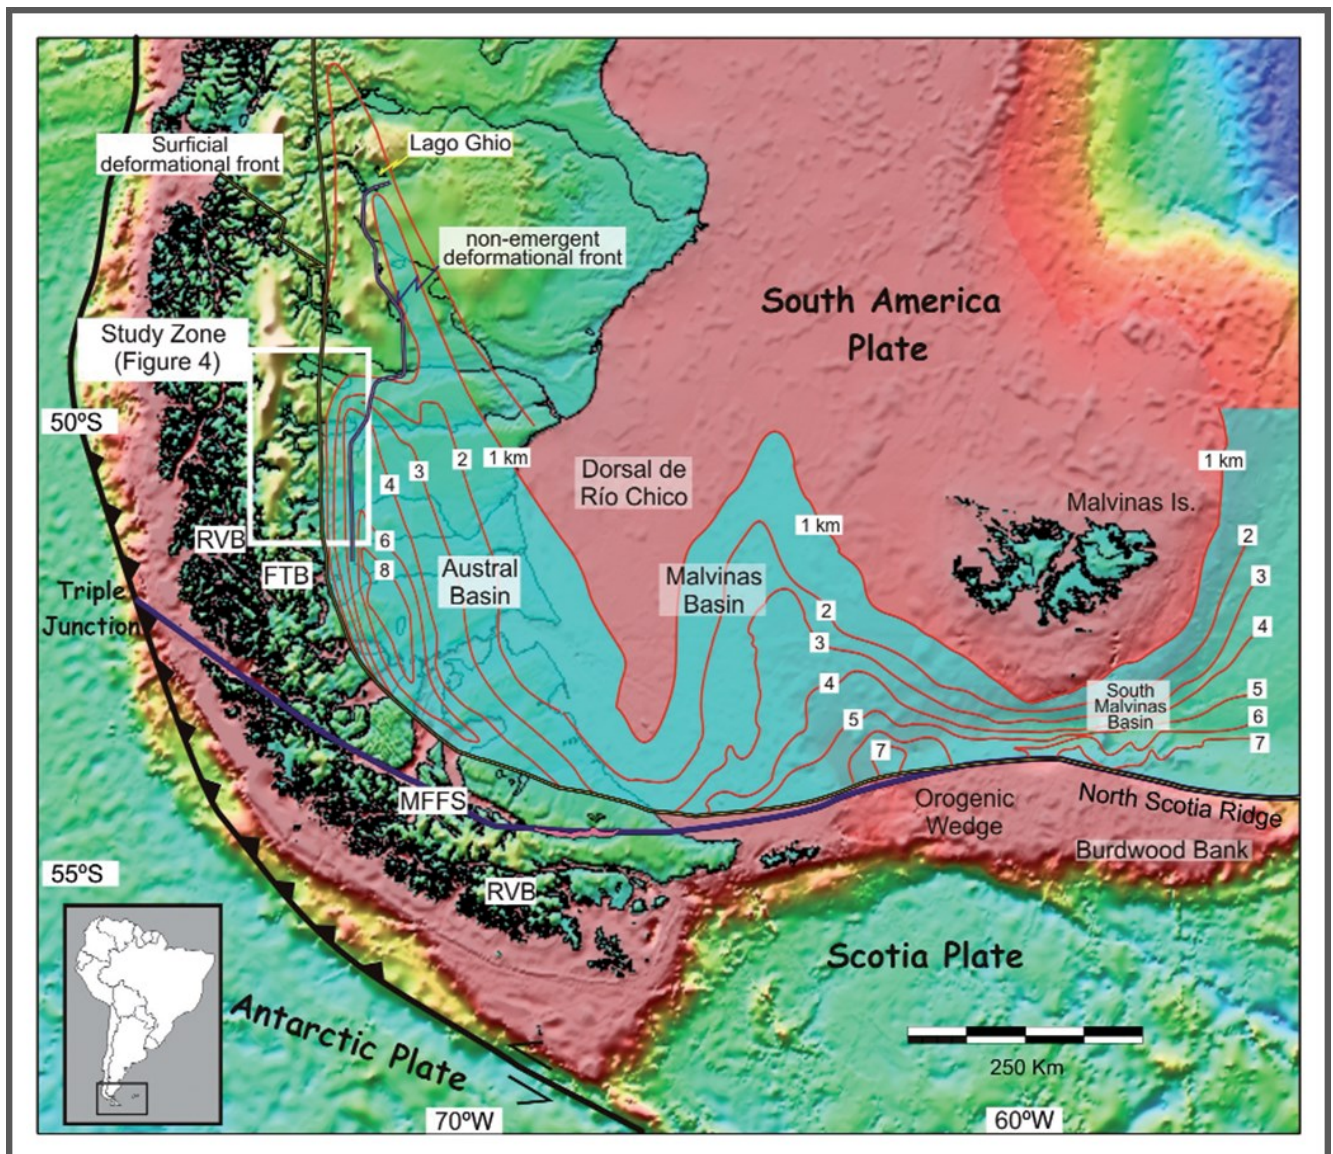 Surficial
deformational front
Lago Ghio
non-emergent
deformational front
South America
Plate
Study Zone
(Figure 4)
50ºS
1 km
2
3
4
6
8
Dorsal de
Río Chico
1 km
Malvinas Is.
1 km
2
3
4
5
6
7
RVB
FTB
Austral
Basin
Malvinas
Basin
2
3
4
5
7
Triple
Junction
South
Malvinas
Basin
MFFS
Orogenic
Wedge
North Scotia Ridge
Burdwood Bank
55ºS
RVB
Scotia Plate
Antarctic Plate
250 Km
70ºW
60ºW